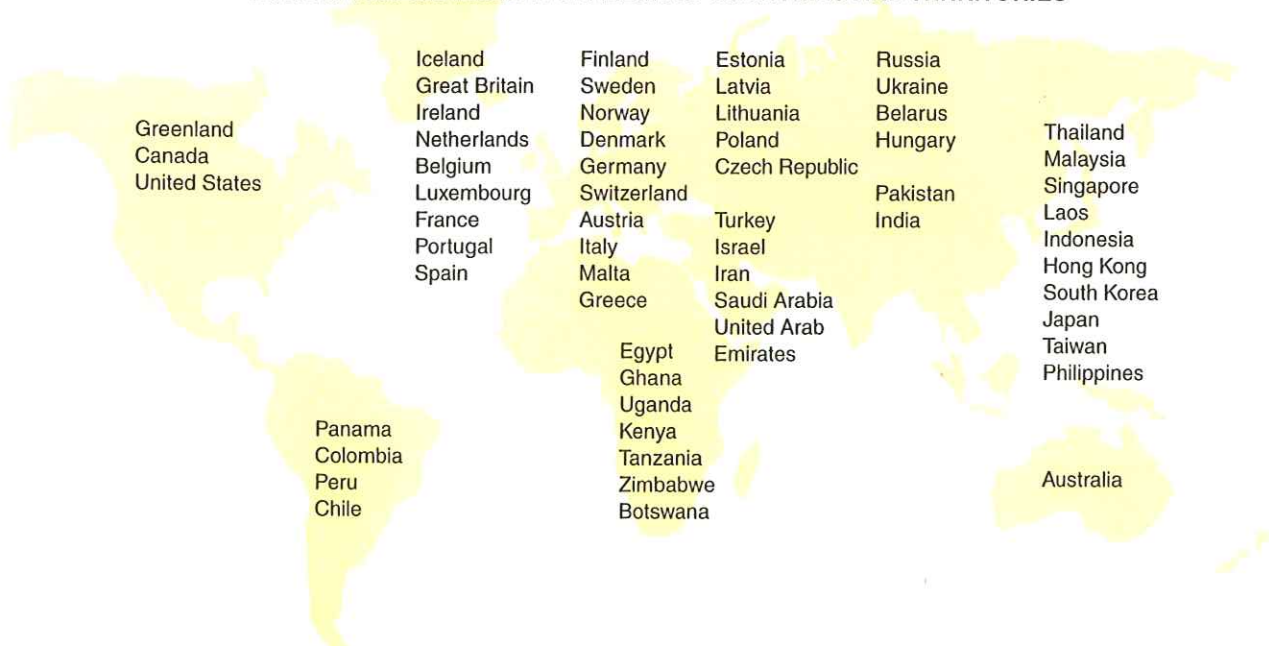 Greenland
Canada
United States
Iceland
Great Britain
Ireland
Netherlands
Belgium
Luxembourg
France
Portugal
Spain
Finland
Sweden
Norway
Denmark
Germany
Switzerland
Austria
Italy
Malta
Greece
Estonia
Latvia
Lithuania
Poland
Czech Republic
Turkey
Israel
Iran
Saudi Arabia
United Arab
Emirates
Russia
Ukraine
Belarus
Hungary
Pakistan
India
Thailand
Malaysia
Singapore
Laos
Indonesia
Hong Kong
South Korea
Japan
Taiwan
Philippines
Egypt
Ghana
Uganda
Kenya
Tanzania
Zimbabwe
Botswana
Panama
Colombia
Peru
Chile
Australia